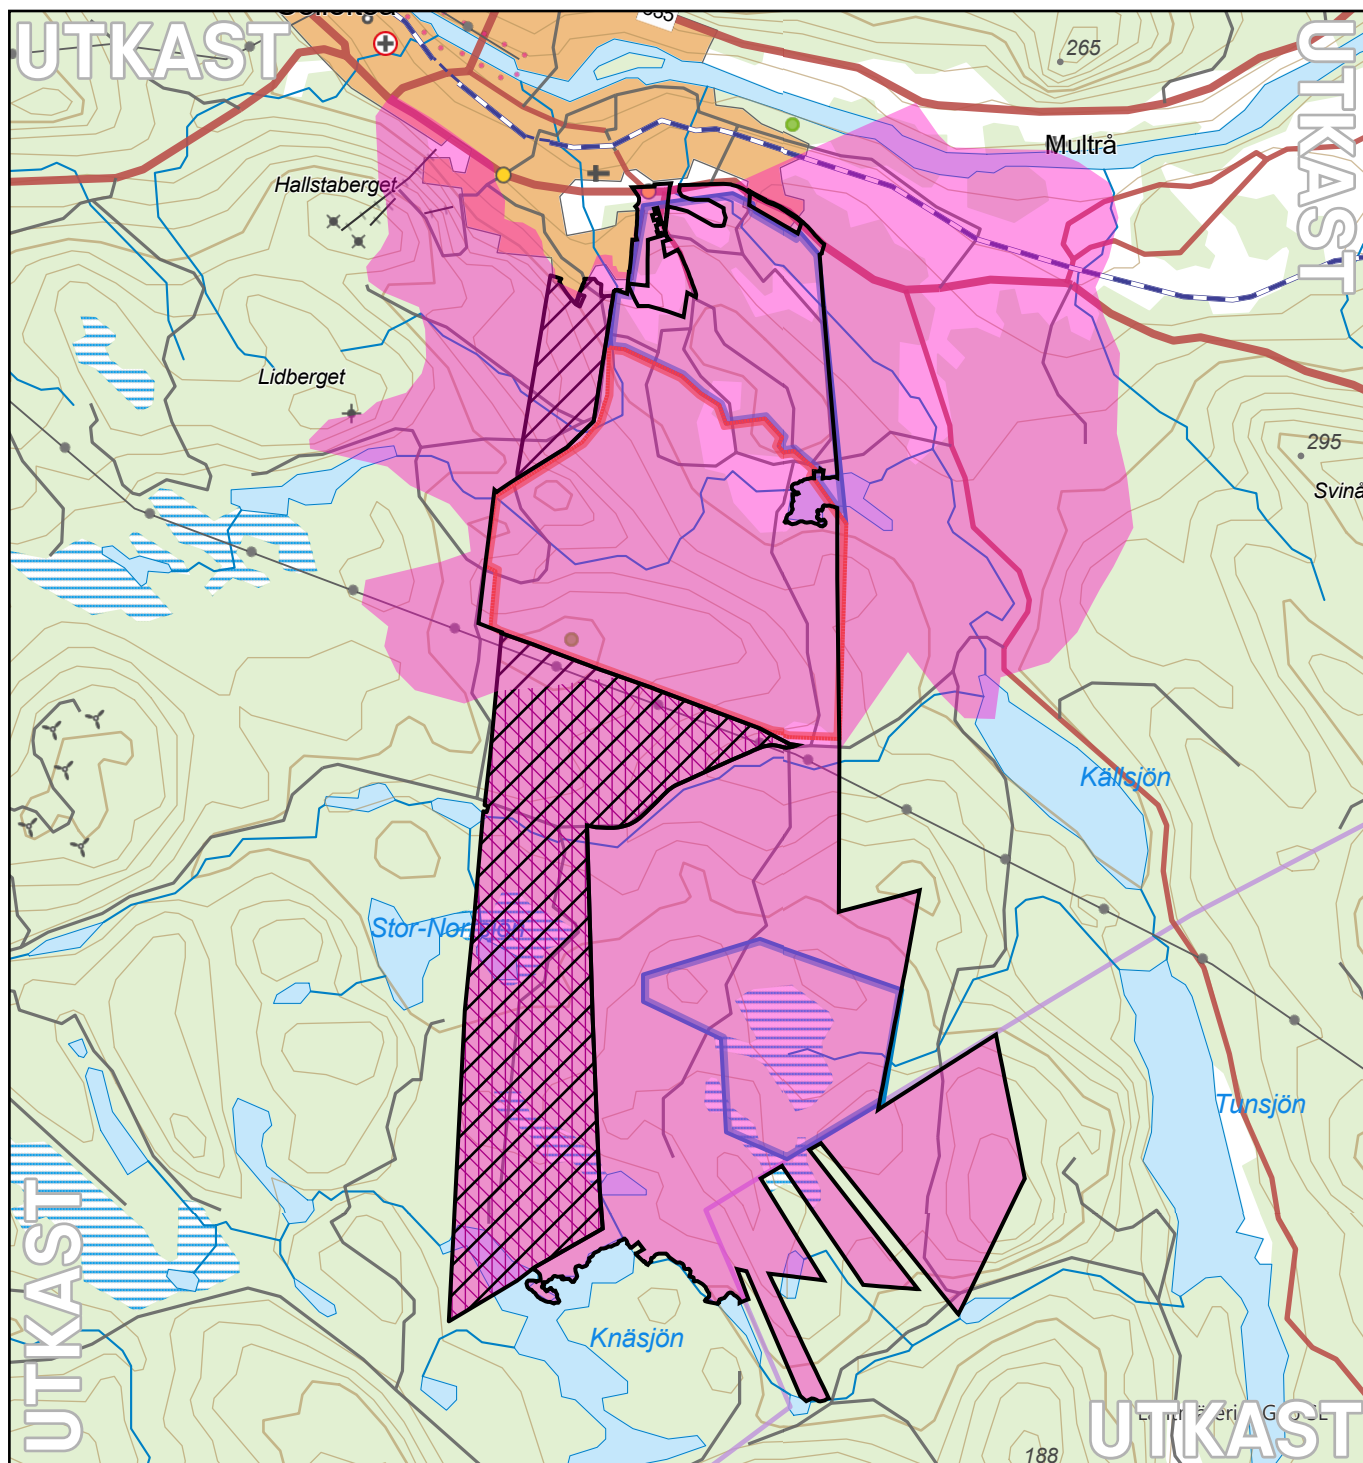 UTKAST
UTKAST
265
Multrå
Hallstaberget
Lidberget
295
Källsjön
Tunsjön
Knäsjön
188
UTKAST
UTKAST